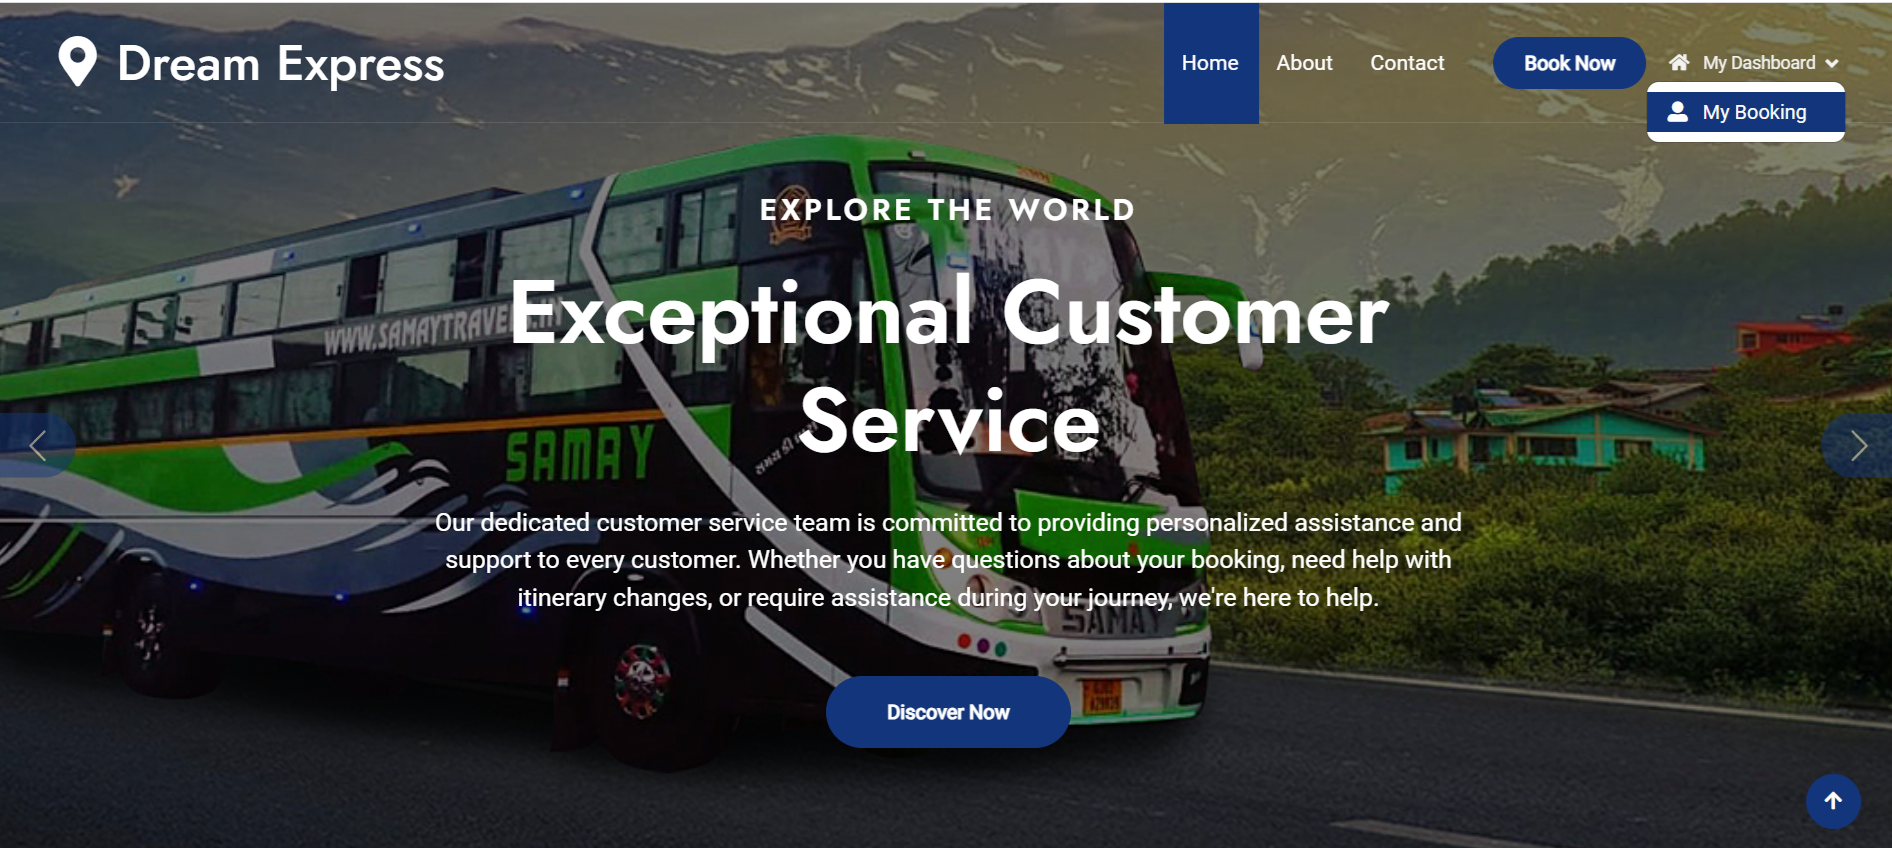 Dream Express
Home
About
Contact
Book Now
My Dashboard
My Booking
EXPLORE THE WORLD
Exceptional Customer
Service
WWW.SAMAYTRAVE
SAMAY
Our dedicated customer service team is committed to providing personalized assistance and
support to every customer. Whether you have questions about your booking, need help with
itinerary changes, or require assistance during your journey, we're here to help.
SAMAY
Discover Now